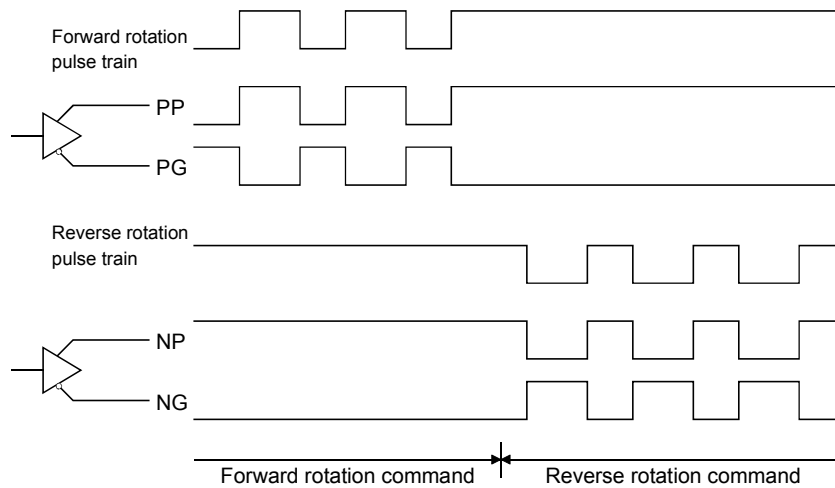 Forward rotation
pulse train
PP
PG
Reverse rotation
pulse train
NP
NG
Forward rotation command
Reverse rotation command